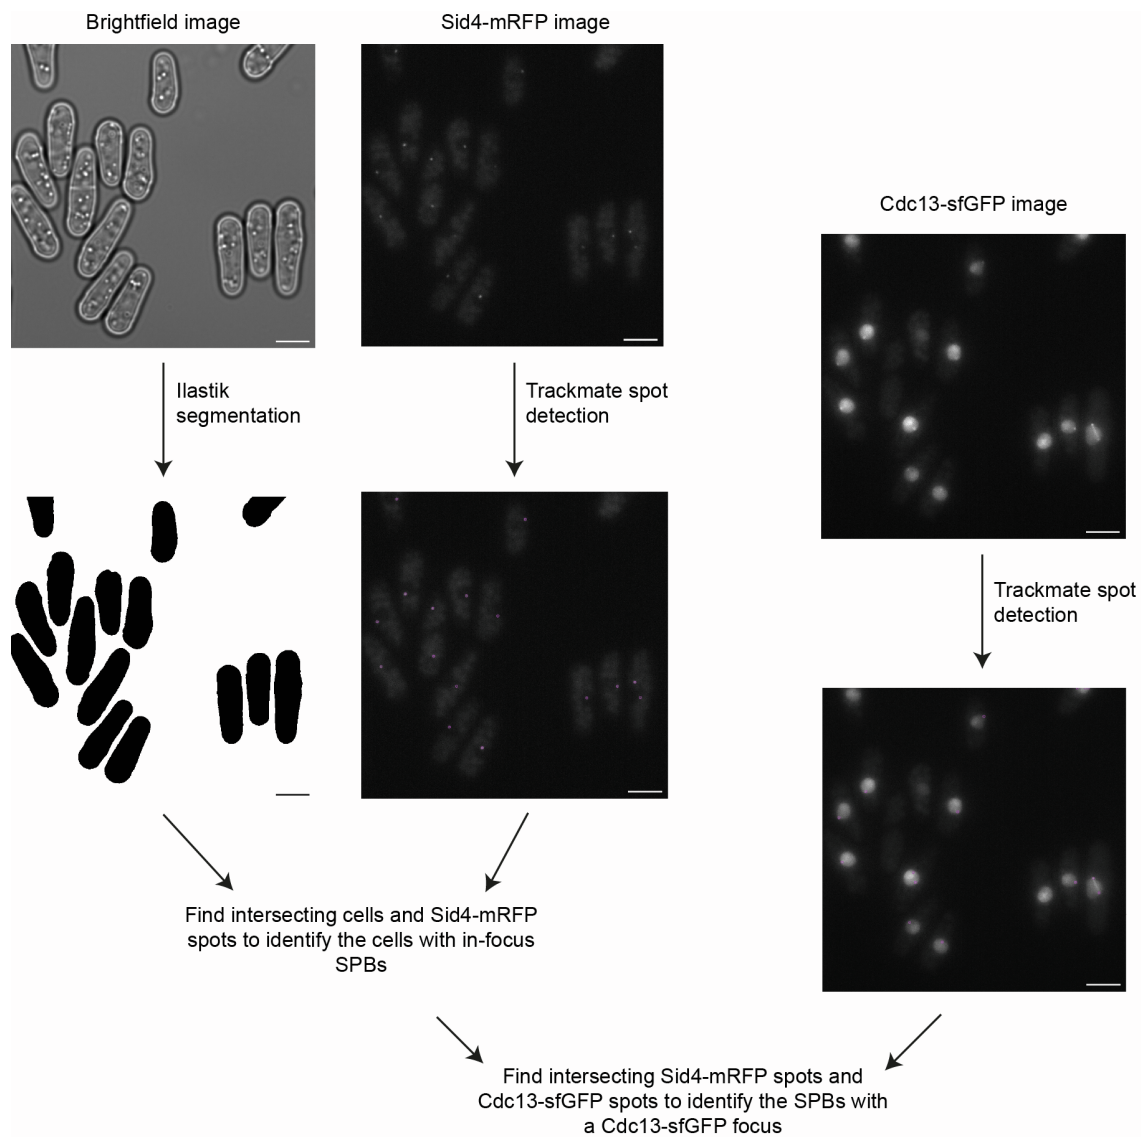 Brightfield image
Sid4-mRFP image
Cdc13-sfGFP image
Ilastik
segmentation
Trackmate spot
detection
Trackmate spot
detection
Find intersecting cells and Sid4-mRFP
spots to identify the cells with in-focus
SPBs
Find intersecting Sid4-mRFP spots and
Cdc13-sfGFP spots to identify the SPBs with
a Cdc13-sfGFP focus